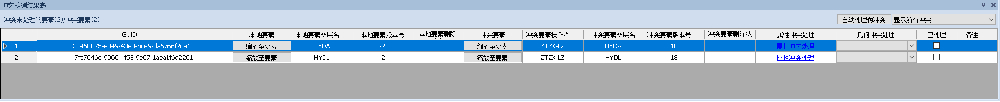 冲突检测结果表
冲突未处理的要素(2)/冲突要素(2) 自动处理伪冲突 显示所有冲突
GUID 本地要素 本地要素图层名 本地要素版本号 本地要素删除 冲突要素 冲突要素操作者 冲突要素图层名 冲突要素版本号 冲突要素删除状 属性冲突处理 几何冲突处理 已处理 备注
1 3c460875-e349-43e8-bce9-da6766f2ce18 缩放至要素 HYDA -2 缩放至要素 ZTZX-LZ HYDA 18 属性冲突处理
2 7fa7646e-9066-4f53-9e67-1aea1f6d2201 缩放至要素 HYDL -2 缩放至要素 ZTZX-LZ HYDL 18 属性冲突处理